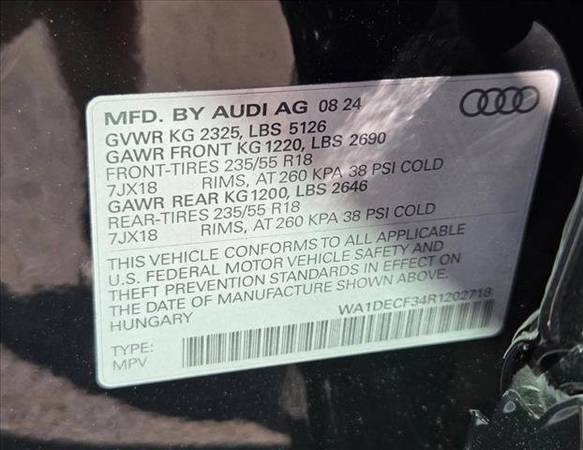 MFD. BY AUDI AG 08 24
GVWR KG 2325, LBS 5126
GAWR FRONT KG 1220, LBS 2690
FRONT-TIRES 235/55 R18
7JX18 RIMS, AT 260 KPA 38 PSI COLD
GAWR REAR KG1200, LBS 2646
REAR-TIRES 235/55 R18
7JX18 RIMS, AT 260 KPA 38 PSI COLD
THIS VEHICLE CONFORMS TO ALL APPLICABLE
U.S. FEDERAL MOTOR VEHICLE SAFETY AND
THEFT PREVENTION STANDARDS IN EFFECT ON
THE DATE OF MANUFACTURE SHOWN ABOVE.
HUNGARY
WA1DECF34R1202718
TYPE:
MPV